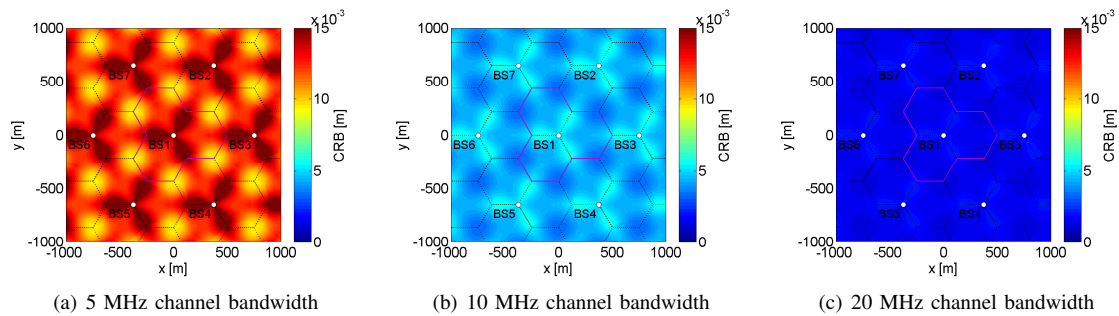 x 10⁻³
1000
500
0
-500
-1000
y [m]
-1000
-500
0
500
1000
x [m]
BS7
BS2
BS6
BS1
BS3
BS5
BS4
15
10
5
0
CRB [m]
(a) 5 MHz channel bandwidth
x 10⁻³
1000
500
0
-500
-1000
y [m]
-1000
-500
0
500
1000
x [m]
BS7
BS2
BS6
BS1
BS3
BS5
BS4
15
10
5
0
CRB [m]
(b) 10 MHz channel bandwidth
x 10⁻³
1000
500
0
-500
-1000
y [m]
-1000
-500
0
500
1000
x [m]
BS7
BS2
BS6
BS1
BS3
BS5
BS4
15
10
5
0
CRB [m]
(c) 20 MHz channel bandwidth